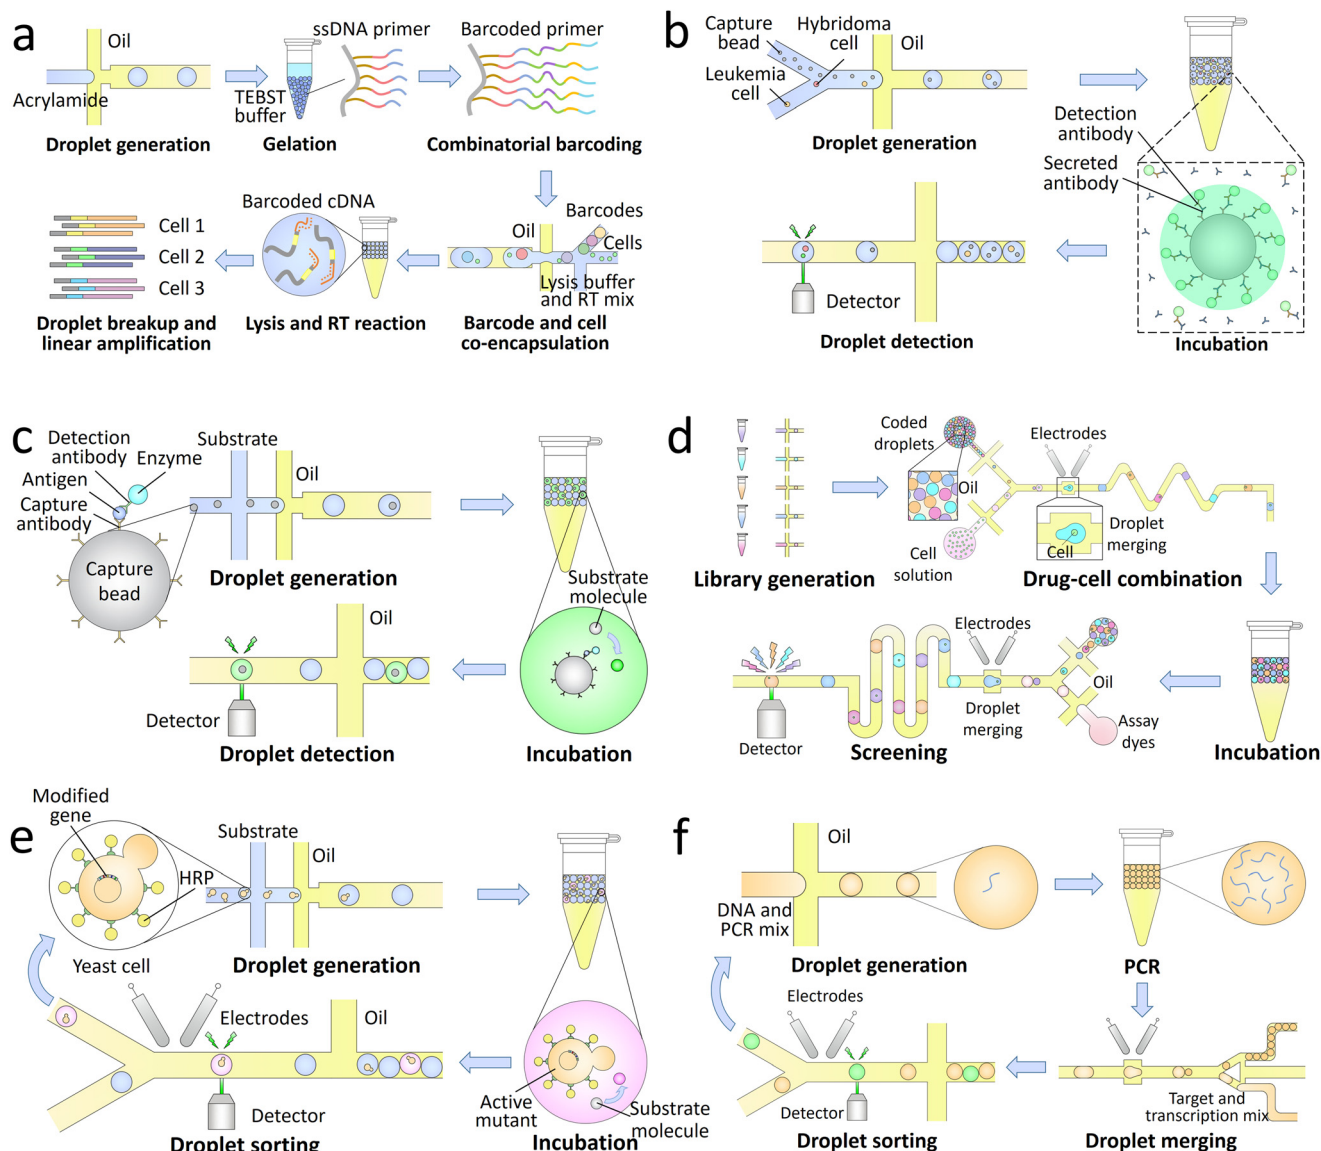 a
Oil
Acrylamide
Droplet generation
TEBST
buffer
ssDNA primer
Gelation
Barcoded primer
Combinatorial barcoding
Barcodes
Oil
Cells
Lysis buffer
and RT mix
Barcode and cell
co-encapsulation
Barcoded cDNA
Lysis and RT reaction
Cell 1
Cell 2
Cell 3
Droplet breakup and
linear amplification
b
Capture
bead
Hybridoma
cell
Oil
Leukemia
cell
Droplet generation
Detection
antibody
Secreted
antibody
Incubation
Detector
Droplet detection
c
Detection
antibody
Enzyme
Antigen
Capture
antibody
Capture
bead
Substrate
Oil
Droplet generation
Substrate
molecule
Incubation
Oil
Detector
Droplet detection
d
Library generation
Coded
droplets
Oil
Cell
solution
Electrodes
Cell
Droplet
merging
Drug-cell combination
Incubation
Electrodes
Oil
Droplet
merging
Assay
dyes
Detector
Screening
e
Modified
gene
HRP
Yeast cell
Substrate
Oil
Droplet generation
Active
mutant
Substrate
molecule
Incubation
Electrodes
Oil
Detector
Droplet sorting
f
Oil
DNA and
PCR mix
Droplet generation
PCR
Target and
transcription mix
Droplet merging
Electrodes
Detector
Droplet sorting